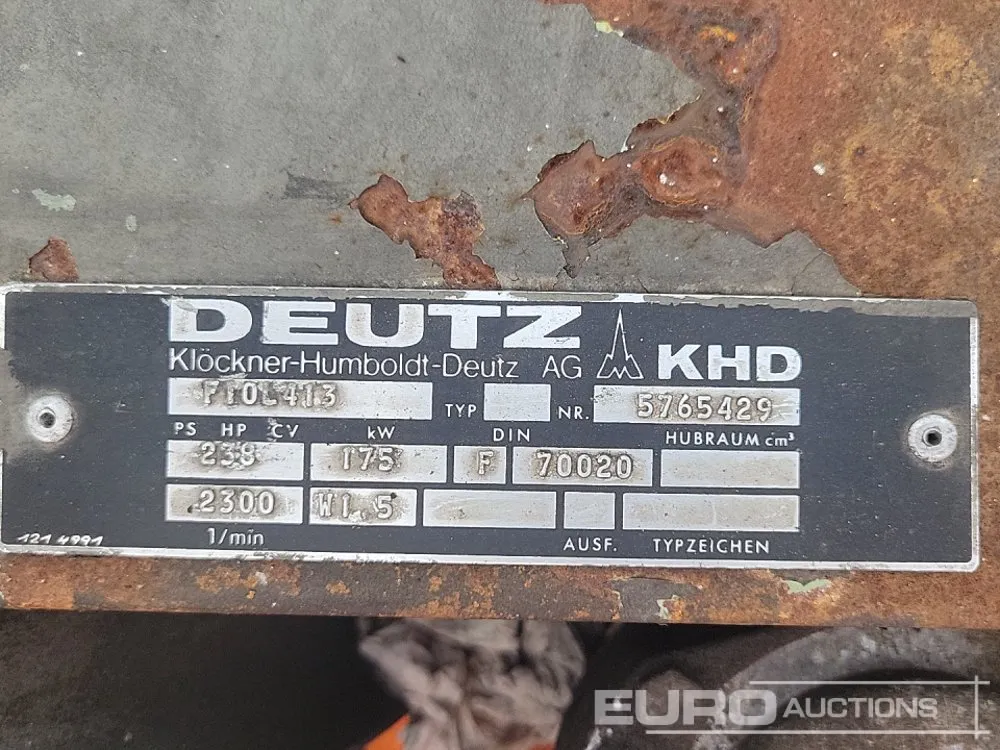 DEUTZ
Klöckner-Humboldt-Deutz AG KHD
F10L413 TYP NR. 5765429
PS HP CV kW DIN HUBRAUM cm³
238 175 F 70020
2300 W1.5
1/min AUSF. TYPZEICHEN
121 4991
EURO AUCTIONS